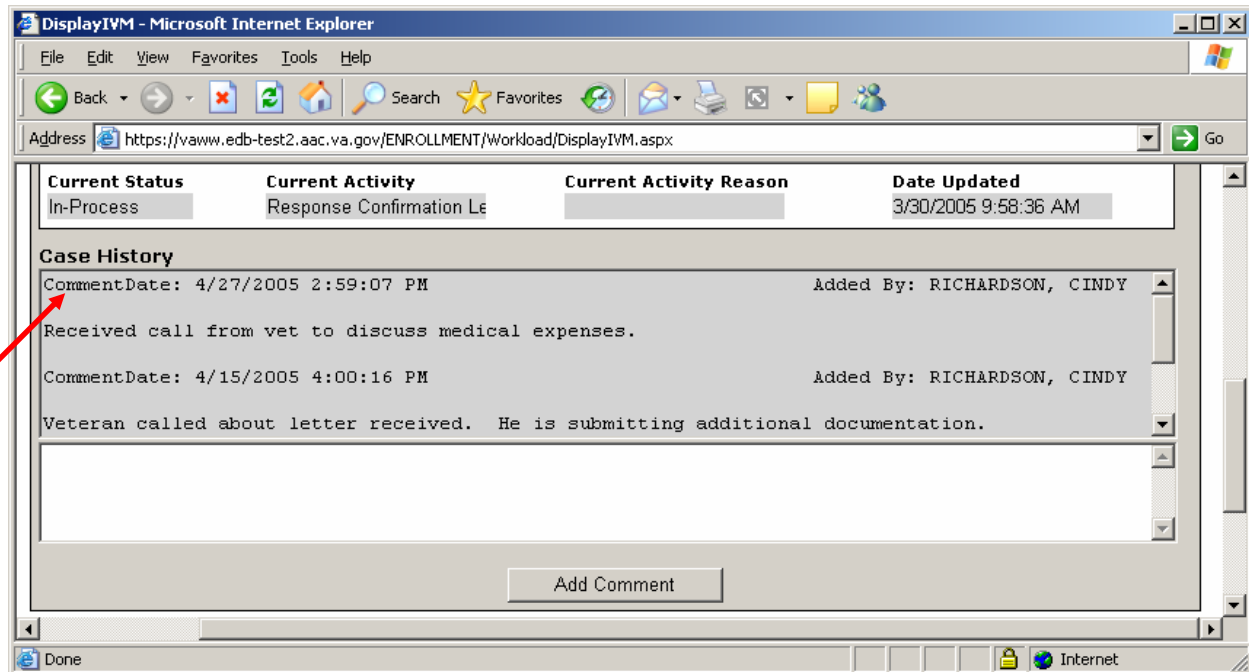 DisplayIVM - Microsoft Internet Explorer
File Edit View Favorites Tools Help
Back Search Favorites
Address https://vaww.edb-test2.aac.va.gov/ENROLLMENT/Workload/DisplayIVM.aspx Go
Current Status Current Activity Current Activity Reason Date Updated
In-Process Response Confirmation Le 3/30/2005 9:58:36 AM
Case History
CommentDate: 4/27/2005 2:59:07 PM Added By: RICHARDSON, CINDY
Received call from vet to discuss medical expenses.
CommentDate: 4/15/2005 4:00:16 PM Added By: RICHARDSON, CINDY
Veteran called about letter received. He is submitting additional documentation.
Add Comment
Done Internet